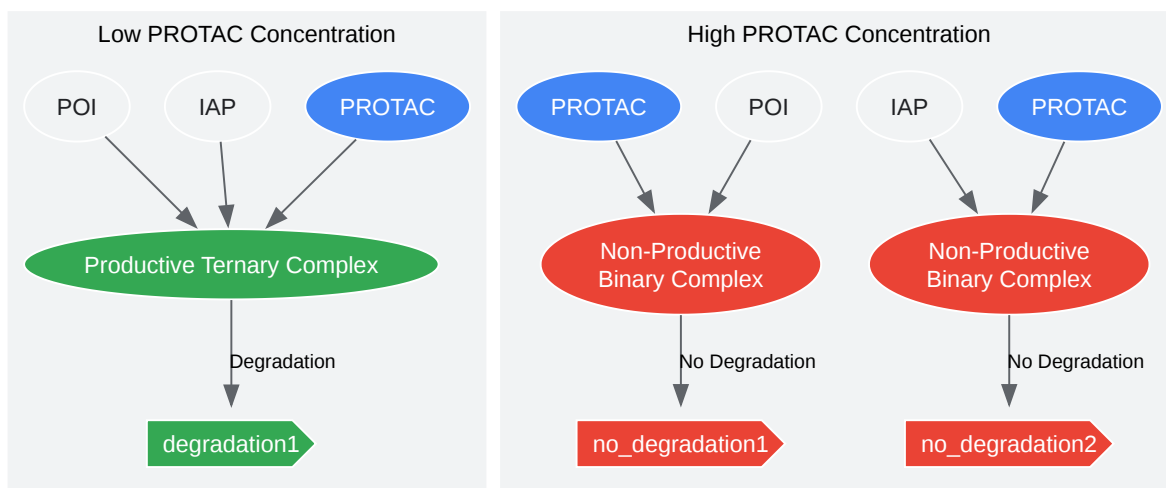 Low PROTAC Concentration
POI
IAP
PROTAC
Productive Ternary Complex
Degradation
degradation1
High PROTAC Concentration
PROTAC
POI
IAP
PROTAC
Non-Productive
Binary Complex
Non-Productive
Binary Complex
No Degradation
No Degradation
no_degradation1
no_degradation2